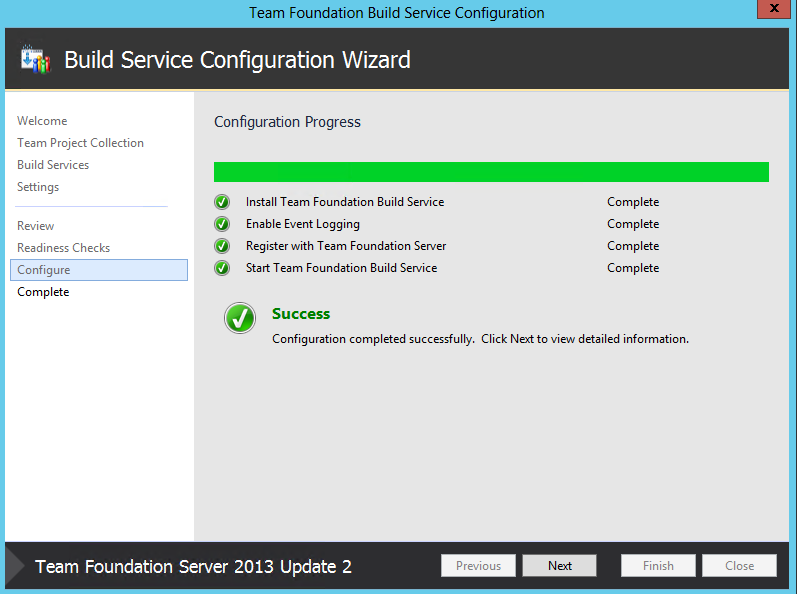 Team Foundation Build Service Configuration
x
Build Service Configuration Wizard
Welcome
Team Project Collection
Build Services
Settings
Review
Readiness Checks
Configure
Complete
Configuration Progress
Install Team Foundation Build Service Complete
Enable Event Logging Complete
Register with Team Foundation Server Complete
Start Team Foundation Build Service Complete
Success
Configuration completed successfully.  Click Next to view detailed information.
Team Foundation Server 2013 Update 2
Previous Next Finish Close